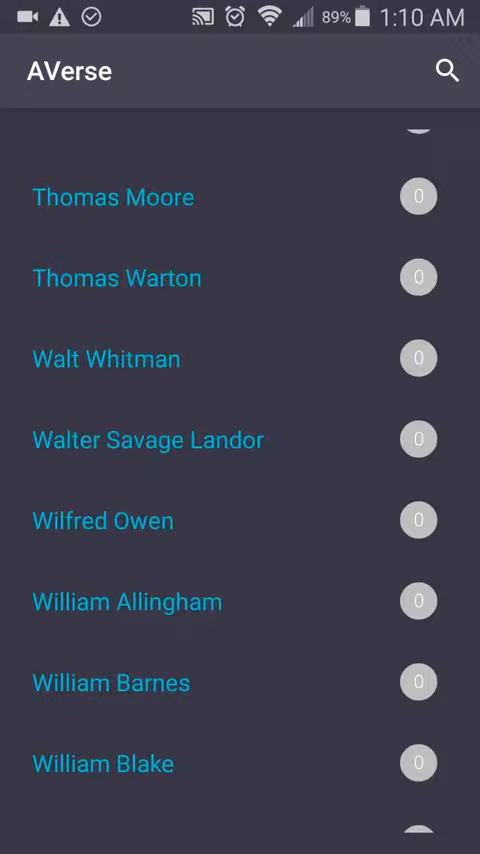 89% 1:10 AM
AVerse
Thomas Moore 0
Thomas Warton 0
Walt Whitman 0
Walter Savage Landor 0
Wilfred Owen 0
William Allingham 0
William Barnes 0
William Blake 0